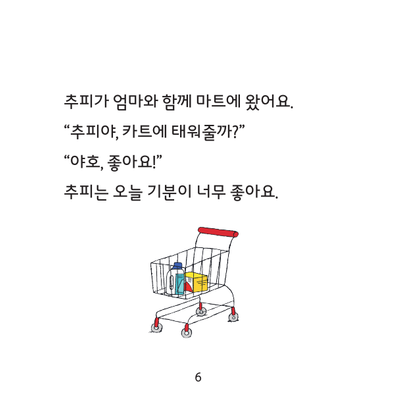 추피가 엄마와 함께 마트에 왔어요.
“추피야, 카트에 태워줄까?”
“야호, 좋아요!”
추피는 오늘 기분이 너무 좋아요.
6